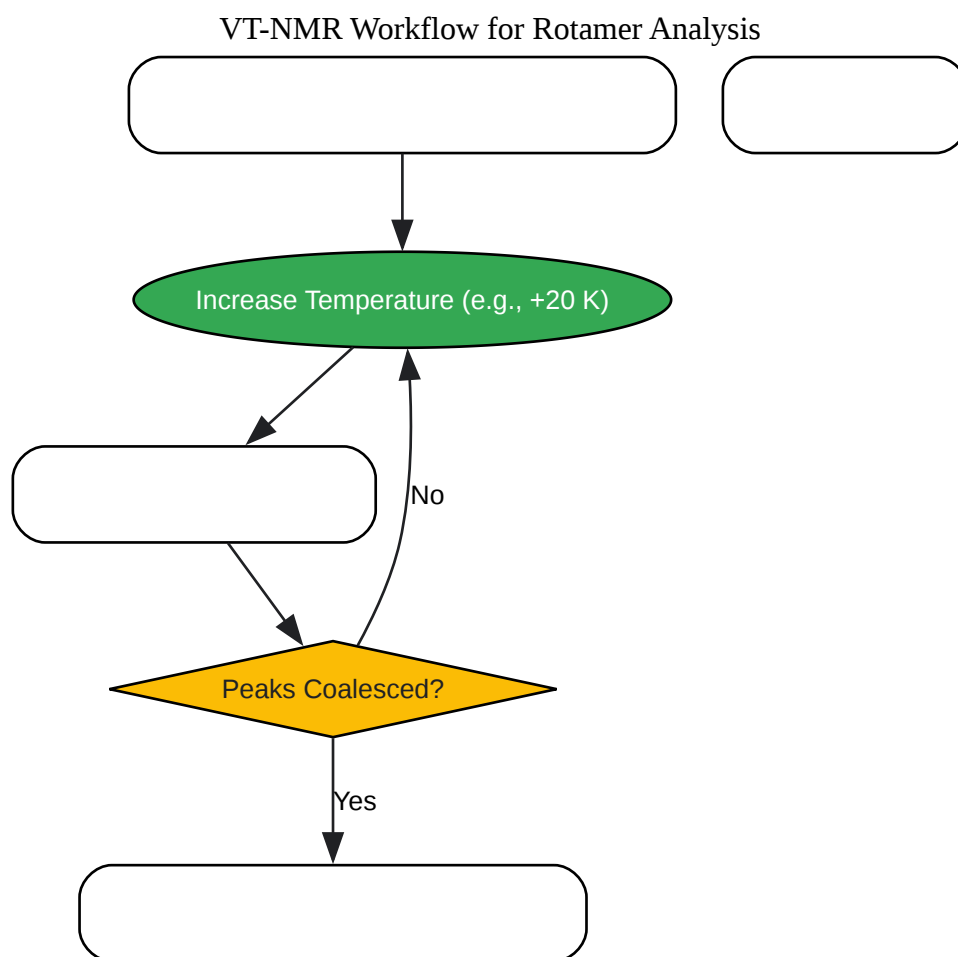 VT-NMR Workflow for Rotamer Analysis
Increase Temperature (e.g., +20 K)
No
Peaks Coalesced?
Yes